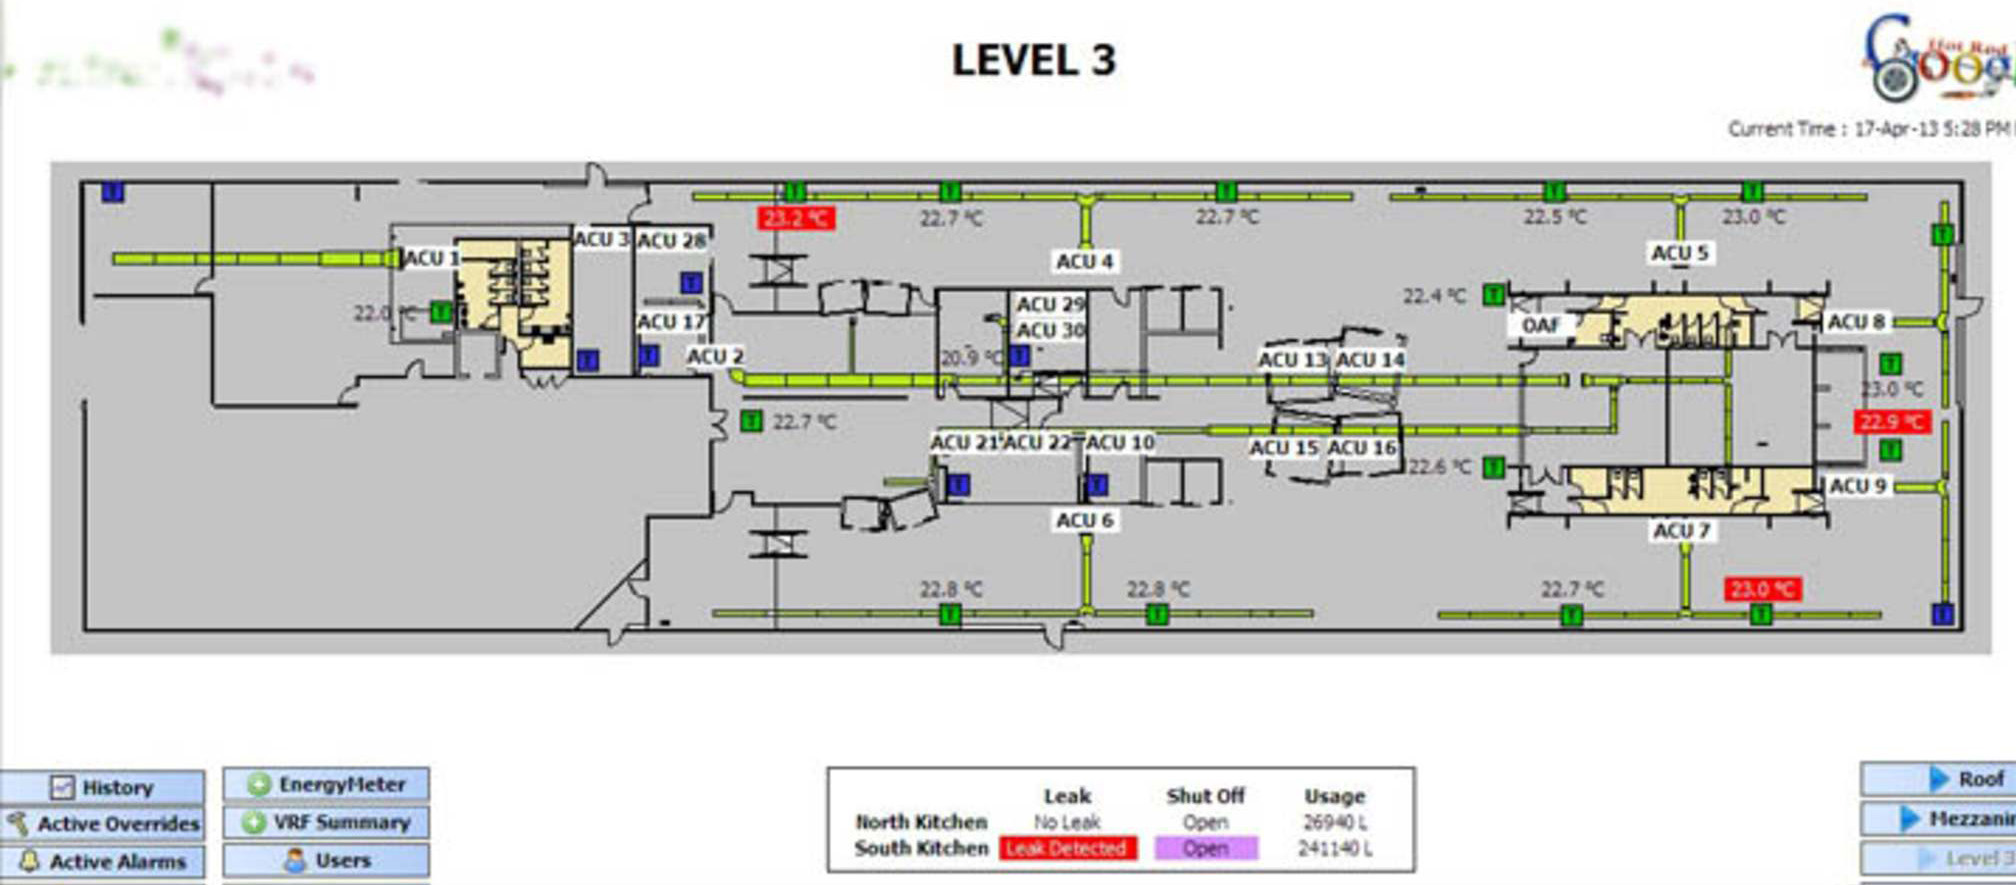 LEVEL 3
Hot Rod
Goog
Current Time : 17-Apr-13 5:28 PM
23.2 °C
22.7 °C
22.7 °C
22.5 °C
23.0 °C
ACU 1
ACU 3
ACU 28
ACU 4
ACU 5
22.0 °C
ACU 17
ACU 2
ACU 29
ACU 30
20.9 °C
22.4 °C
OAF
ACU 8
ACU 13
ACU 14
23.0 °C
22.9 °C
22.7 °C
ACU 21
ACU 22
ACU 10
ACU 15
ACU 16
22.6 °C
ACU 9
ACU 6
ACU 7
22.8 °C
22.8 °C
22.7 °C
23.0 °C
History
Active Overrides
Active Alarms
EnergyMeter
VRF Summary
Users
Leak Shut Off Usage
North Kitchen No Leak Open 26940 L
South Kitchen Leak Detected Open 241140 L
Roof
Mezzanin
Level 3